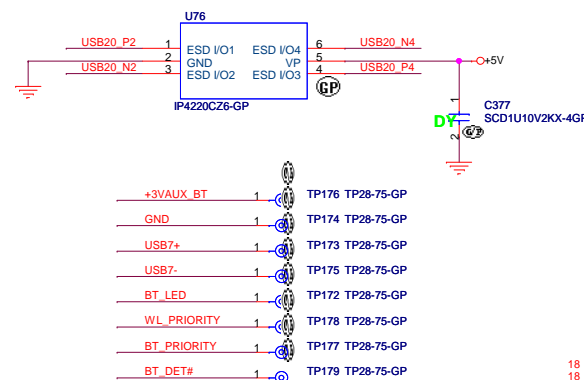 U76
USB20_P2 1 ESD I/O1 ESD I/O4 6 USB20_N4
2 GND VP 5 +5V
USB20_N2 3 ESD I/O2 ESD I/O3 4 USB20_P4
GP
IP4220CZ6-GP
1 C377
DY SCD1U10V2KX-4GP
2
+3VAUX_BT 1 TP176 TP28-75-GP
GND 1 TP174 TP28-75-GP
USB7+ 1 TP173 TP28-75-GP
USB7- 1 TP175 TP28-75-GP
BT_LED 1 TP172 TP28-75-GP
WL_PRIORITY 1 TP178 TP28-75-GP
BT_PRIORITY 1 TP177 TP28-75-GP
BT_DET# 1 TP179 TP28-75-GP
18
18